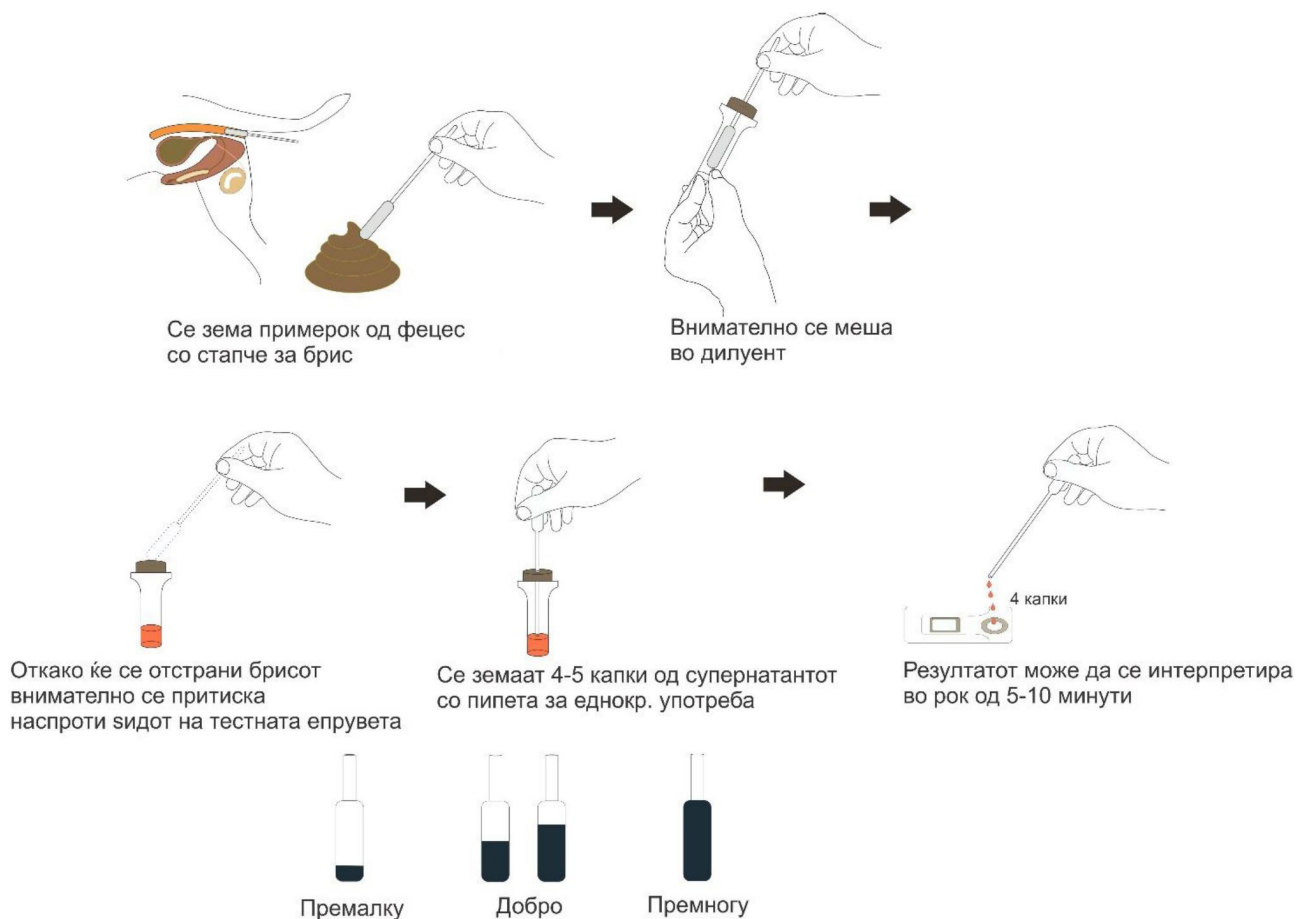 Се зема примерок од фецес
со стапче за брис
Внимателно се меша
во дилуент
4 капки
Откако ќе се отстрани брисот
внимателно се притиска
наспроти ѕидот на тестната епрувета
Се земаат 4-5 капки од супернатантот
со пипета за еднокр. употреба
Резултатот може да се интерпретира
во рок од 5-10 минути
Премалку
Добро
Премногу